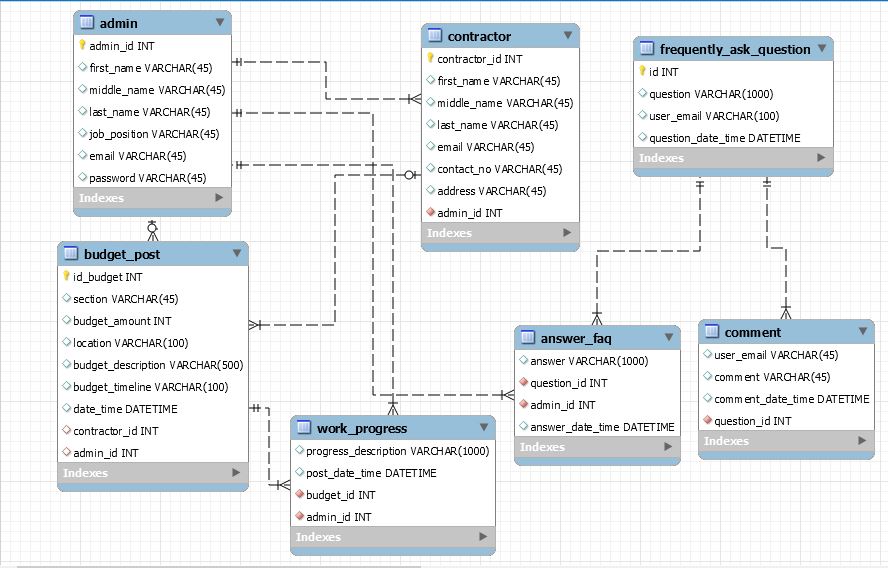 admin
admin_id INT
first_name VARCHAR(45)
middle_name VARCHAR(45)
last_name VARCHAR(45)
job_position VARCHAR(45)
email VARCHAR(45)
password VARCHAR(45)
Indexes
contractor
contractor_id INT
first_name VARCHAR(45)
middle_name VARCHAR(45)
last_name VARCHAR(45)
email VARCHAR(45)
contact_no VARCHAR(45)
address VARCHAR(45)
admin_id INT
Indexes
frequently_ask_question
id INT
question VARCHAR(1000)
user_email VARCHAR(100)
question_date_time DATETIME
Indexes
budget_post
id_budget INT
section VARCHAR(45)
budget_amount INT
location VARCHAR(100)
budget_description VARCHAR(500)
budget_timeline VARCHAR(100)
date_time DATETIME
contractor_id INT
admin_id INT
Indexes
work_progress
progress_description VARCHAR(1000)
post_date_time DATETIME
budget_id INT
admin_id INT
Indexes
answer_faq
answer VARCHAR(1000)
question_id INT
admin_id INT
answer_date_time DATETIME
Indexes
comment
user_email VARCHAR(45)
comment VARCHAR(45)
comment_date_time DATETIME
question_id INT
Indexes